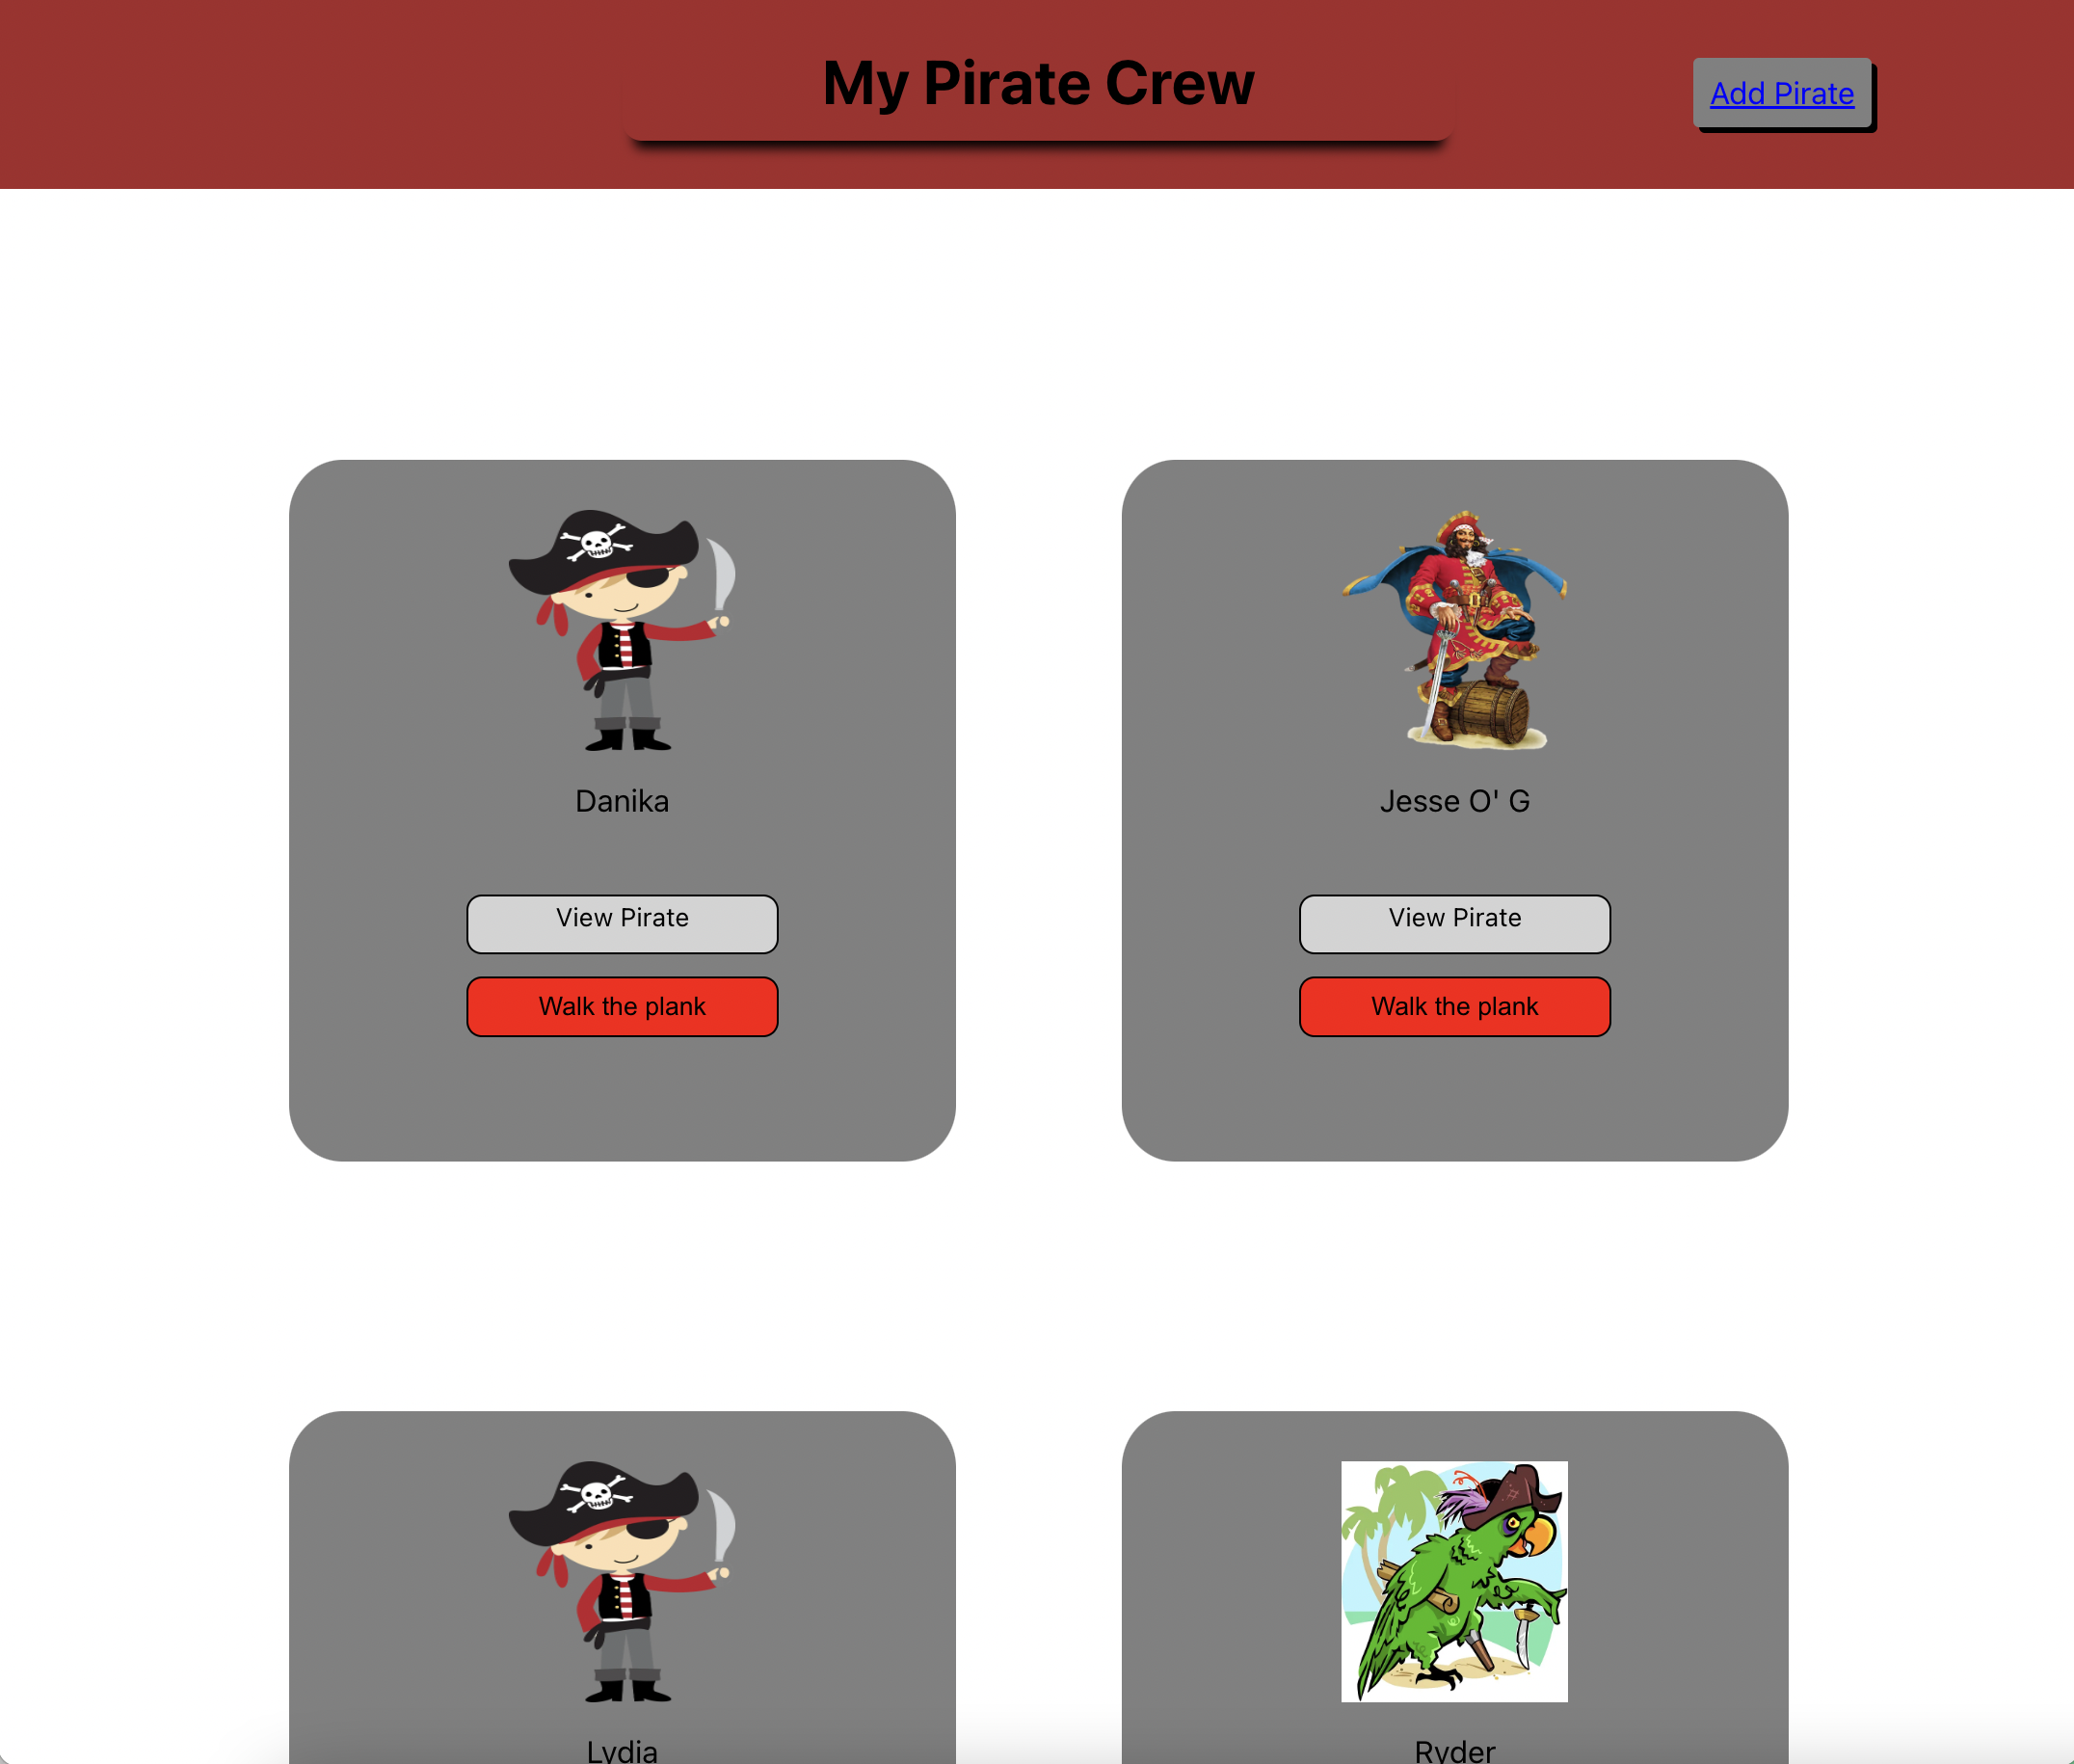 My Pirate Crew
Add Pirate
Danika
Jesse O' G
View Pirate
View Pirate
Walk the plank
Walk the plank
Lydia
Ryder